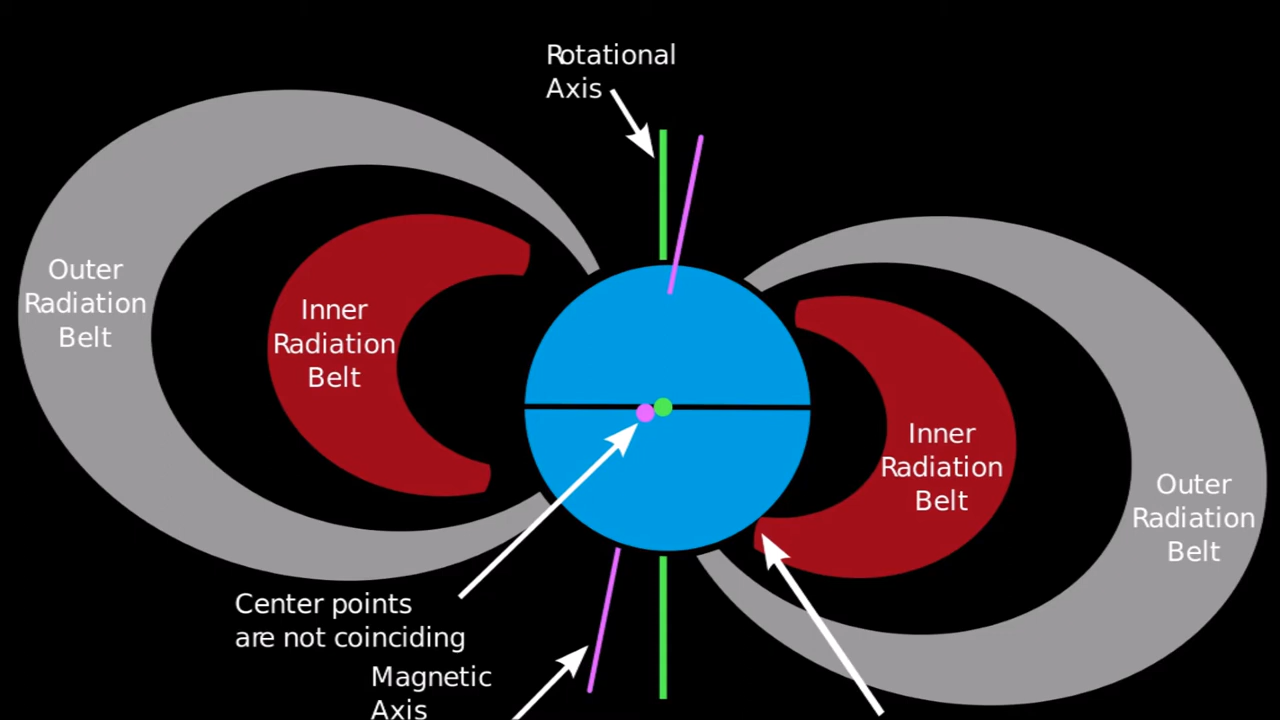 Rotational
Axis
Outer
Radiation
Belt
Inner
Radiation
Belt
Inner
Radiation
Belt
Outer
Radiation
Belt
Center points
are not coinciding
Magnetic
Axis